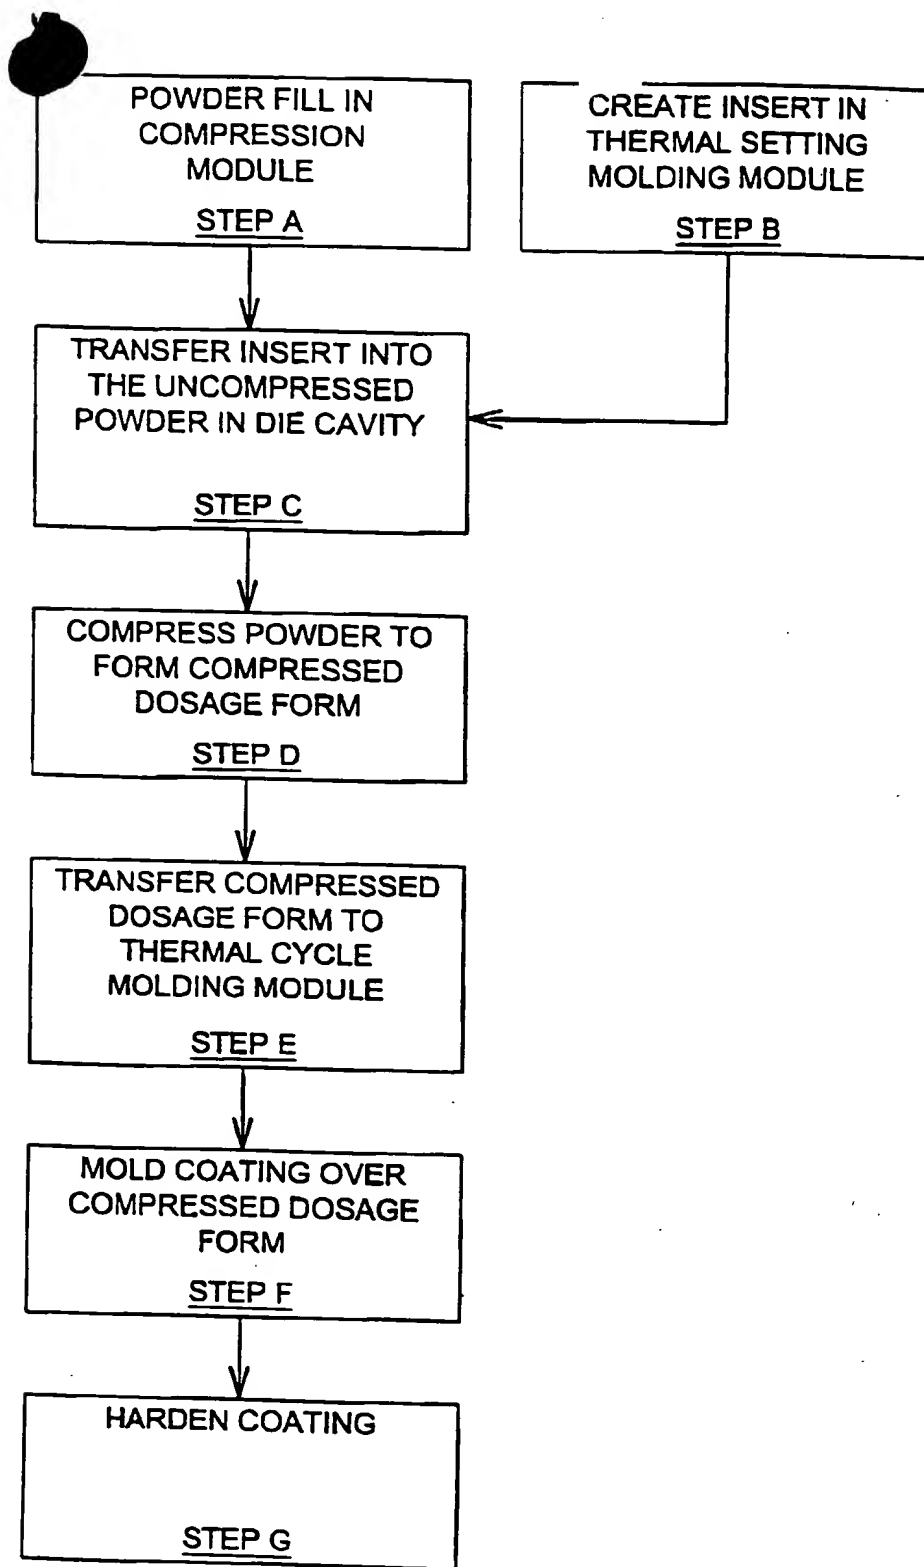 POWDER FILL IN
COMPRESSION
MODULE
STEP A
CREATE INSERT IN
THERMAL SETTING
MOLDING MODULE
STEP B
TRANSFER INSERT INTO
THE UNCOMPRESSED
POWDER IN DIE CAVITY
STEP C
COMPRESS POWDER TO
FORM COMPRESSED
DOSAGE FORM
STEP D
TRANSFER COMPRESSED
DOSAGE FORM TO
THERMAL CYCLE
MOLDING MODULE
STEP E
MOLD COATING OVER
COMPRESSED DOSAGE
FORM
STEP F
HARDEN COATING
STEP G